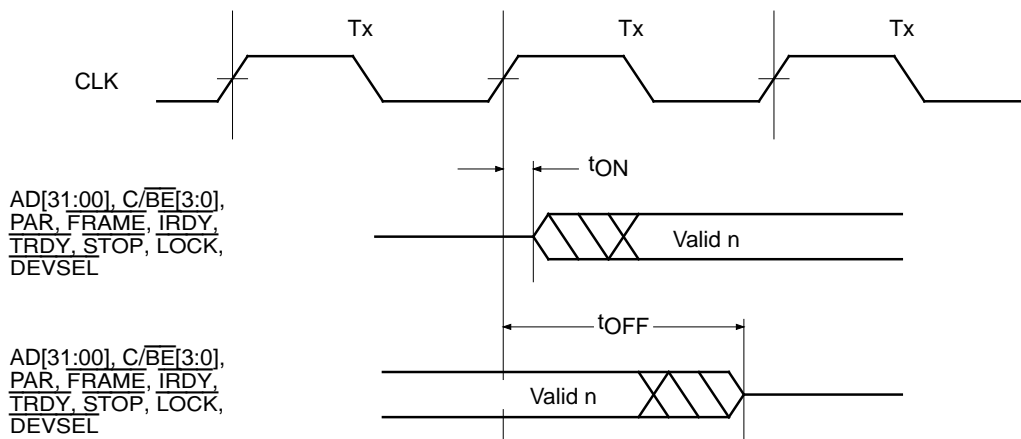 Tx Tx Tx
CLK
tON
AD[31:00], C/BE[3:0],
PAR, FRAME, IRDY,
TRDY, STOP, LOCK,
DEVSEL
Valid n
tOFF
AD[31:00], C/BE[3:0],
PAR, FRAME, IRDY,
TRDY, STOP, LOCK,
DEVSEL
Valid n